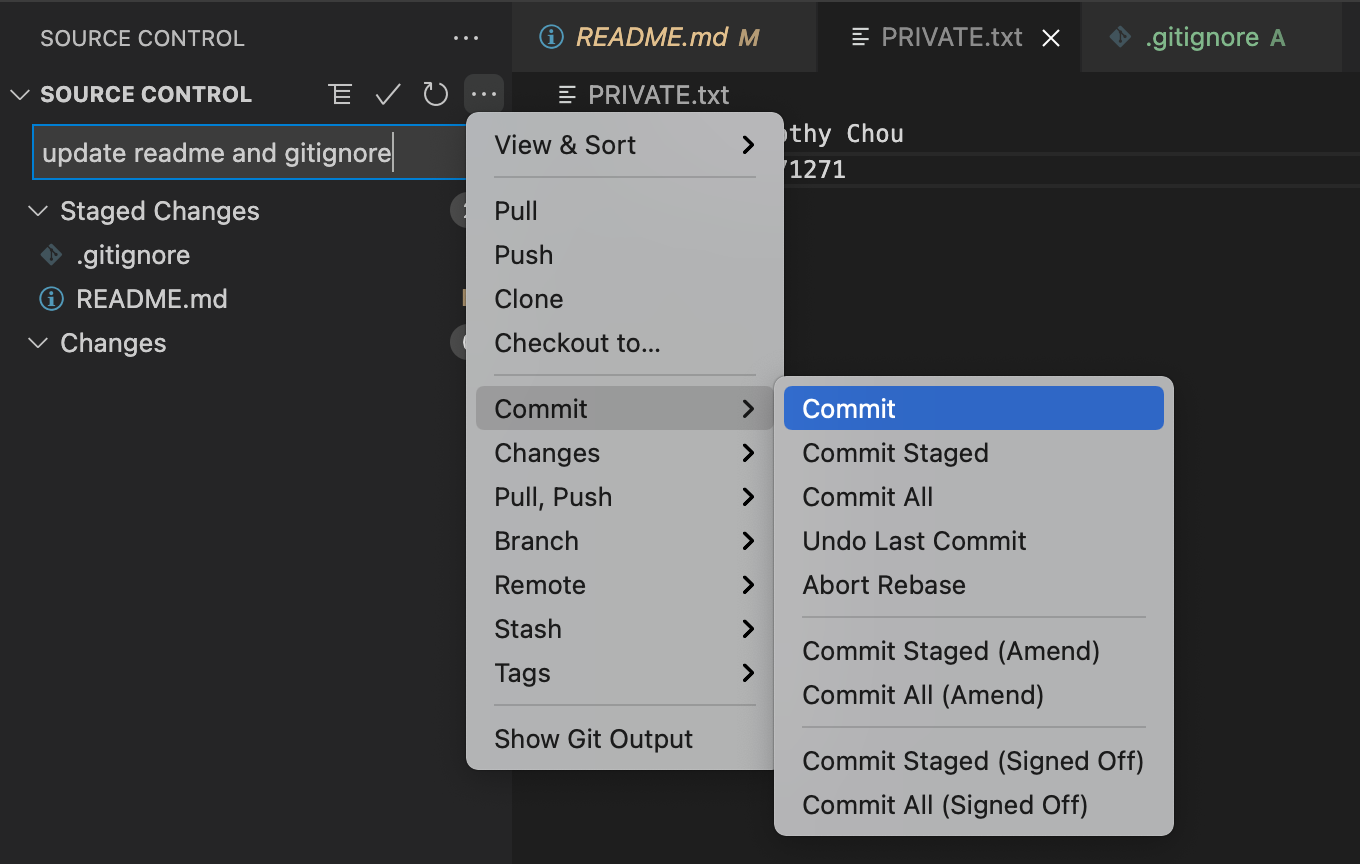 SOURCE CONTROL
README.md M
PRIVATE.txt
.gitignore A
SOURCE CONTROL
PRIVATE.txt
update readme and gitignore
Chou
Staged Changes
.gitignore
README.md
Changes
View & Sort
Pull
Push
Clone
Checkout to...
Commit
Changes
Pull, Push
Branch
Remote
Stash
Tags
Show Git Output
Commit
Commit Staged
Commit All
Undo Last Commit
Abort Rebase
Commit Staged (Amend)
Commit All (Amend)
Commit Staged (Signed Off)
Commit All (Signed Off)